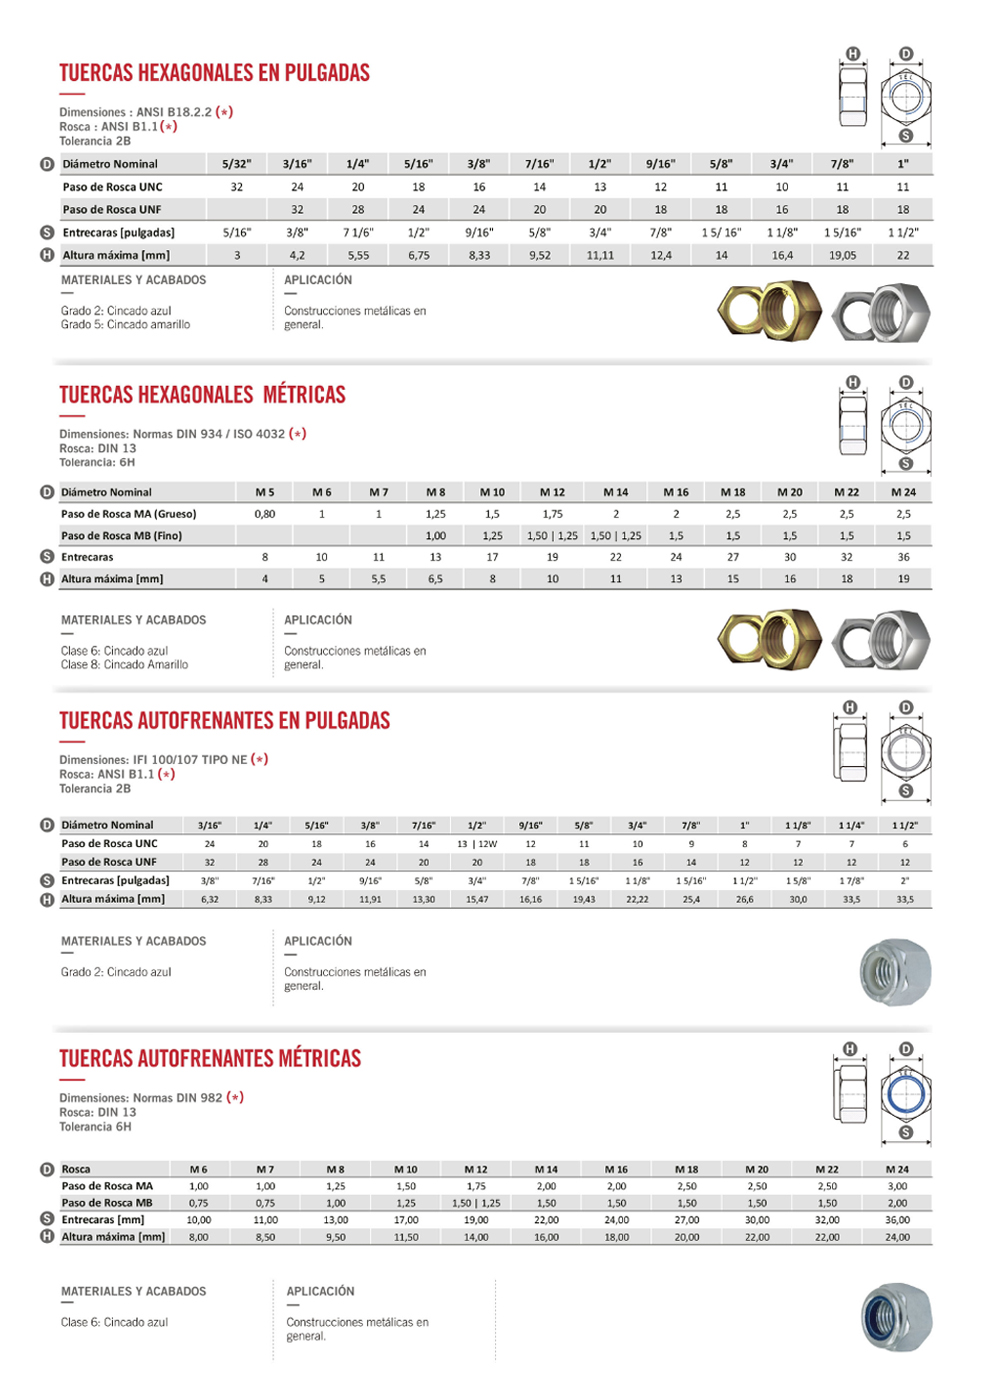 TUERCAS HEXAGONALES EN PULGADAS
H D
S E L
S
Dimensiones : ANSI B18.2.2 (*)
Rosca : ANSI B1.1 (*)
Tolerancia 2B
D Diámetro Nominal 5/32" 3/16" 1/4" 5/16" 3/8" 7/16" 1/2" 9/16" 5/8" 3/4" 7/8" 1"
Paso de Rosca UNC 32 24 20 18 16 14 13 12 11 10 11 11
Paso de Rosca UNF 32 28 24 24 20 20 18 18 16 18 18
S Entrecaras [pulgadas] 5/16" 3/8" 7 1/6" 1/2" 9/16" 5/8" 3/4" 7/8" 1 5/ 16" 1 1/8" 1 5/16" 1 1/2"
H Altura máxima [mm] 3 4,2 5,55 6,75 8,33 9,52 11,11 12,4 14 16,4 19,05 22
MATERIALES Y ACABADOS APLICACIÓN
Grado 2: Cincado azul Construcciones metálicas en
Grado 5: Cincado amarillo general.
TUERCAS HEXAGONALES MÉTRICAS
H D
S E L
S
Dimensiones: Normas DIN 934 / ISO 4032 (*)
Rosca: DIN 13
Tolerancia: 6H
D Diámetro Nominal M 5 M 6 M 7 M 8 M 10 M 12 M 14 M 16 M 18 M 20 M 22 M 24
Paso de Rosca MA (Grueso) 0,80 1 1 1,25 1,5 1,75 2 2 2,5 2,5 2,5 2,5
Paso de Rosca MB (Fino) 1,00 1,25 1,50 | 1,25 1,50 | 1,25 1,5 1,5 1,5 1,5 1,5
S Entrecaras 8 10 11 13 17 19 22 24 27 30 32 36
H Altura máxima [mm] 4 5 5,5 6,5 8 10 11 13 15 16 18 19
MATERIALES Y ACABADOS APLICACIÓN
Clase 6: Cincado azul Construcciones metálicas en
Clase 8: Cincado Amarillo general.
TUERCAS AUTOFRENANTES EN PULGADAS
H D
S E L
S
Dimensiones: IFI 100/107 TIPO NE (*)
Rosca: ANSI B1.1 (*)
Tolerancia 2B
D Diámetro Nominal 3/16" 1/4" 5/16" 3/8" 7/16" 1/2" 9/16" 5/8" 3/4" 7/8" 1" 1 1/8" 1 1/4" 1 1/2"
Paso de Rosca UNC 24 20 18 16 14 13 | 12W 12 11 10 9 8 7 7 6
Paso de Rosca UNF 32 28 24 24 20 20 18 18 16 14 12 12 12 12
S Entrecaras [pulgadas] 3/8" 7/16" 1/2" 9/16" 5/8" 3/4" 7/8" 1 5/16" 1 1/8" 1 5/16" 1 1/2" 1 5/8" 1 7/8" 2"
H Altura máxima [mm] 6,32 8,33 9,12 11,91 13,30 15,47 16,16 19,43 22,22 25,4 26,6 30,0 33,5 33,5
MATERIALES Y ACABADOS APLICACIÓN
Grado 2: Cincado azul Construcciones metálicas en
general.
TUERCAS AUTOFRENANTES MÉTRICAS
H D
S E L
S
Dimensiones: Normas DIN 982 (*)
Rosca: DIN 13
Tolerancia 6H
D Rosca M 6 M 7 M 8 M 10 M 12 M 14 M 16 M 18 M 20 M 22 M 24
Paso de Rosca MA 1,00 1,00 1,25 1,50 1,75 2,00 2,00 2,50 2,50 2,50 3,00
Paso de Rosca MB 0,75 0,75 1,00 1,25 1,50 | 1,25 1,50 1,50 1,50 1,50 1,50 2,00
S Entrecaras [mm] 10,00 11,00 13,00 17,00 19,00 22,00 24,00 27,00 30,00 32,00 36,00
H Altura máxima [mm] 8,00 8,50 9,50 11,50 14,00 16,00 18,00 20,00 22,00 22,00 24,00
MATERIALES Y ACABADOS APLICACIÓN
Clase 6: Cincado azul Construcciones metálicas en
general.